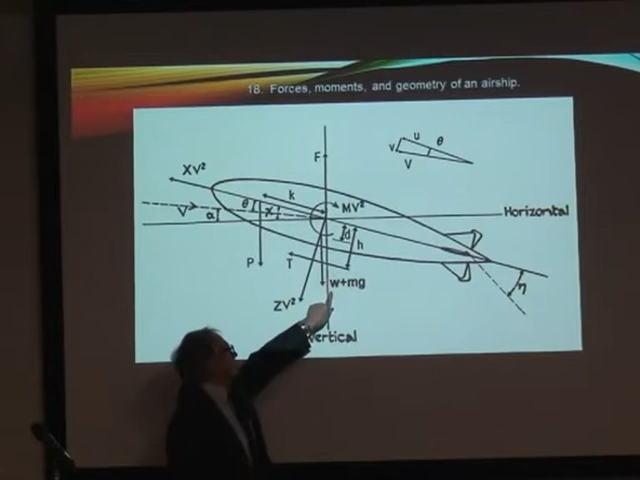 18. Forces, moments, and geometry of an airship.
u
θ
V
V
F
XV²
k
θ
MV²
V
α
Horizontal
d
h
P
T
w+mg
η
ZV²
Vertical